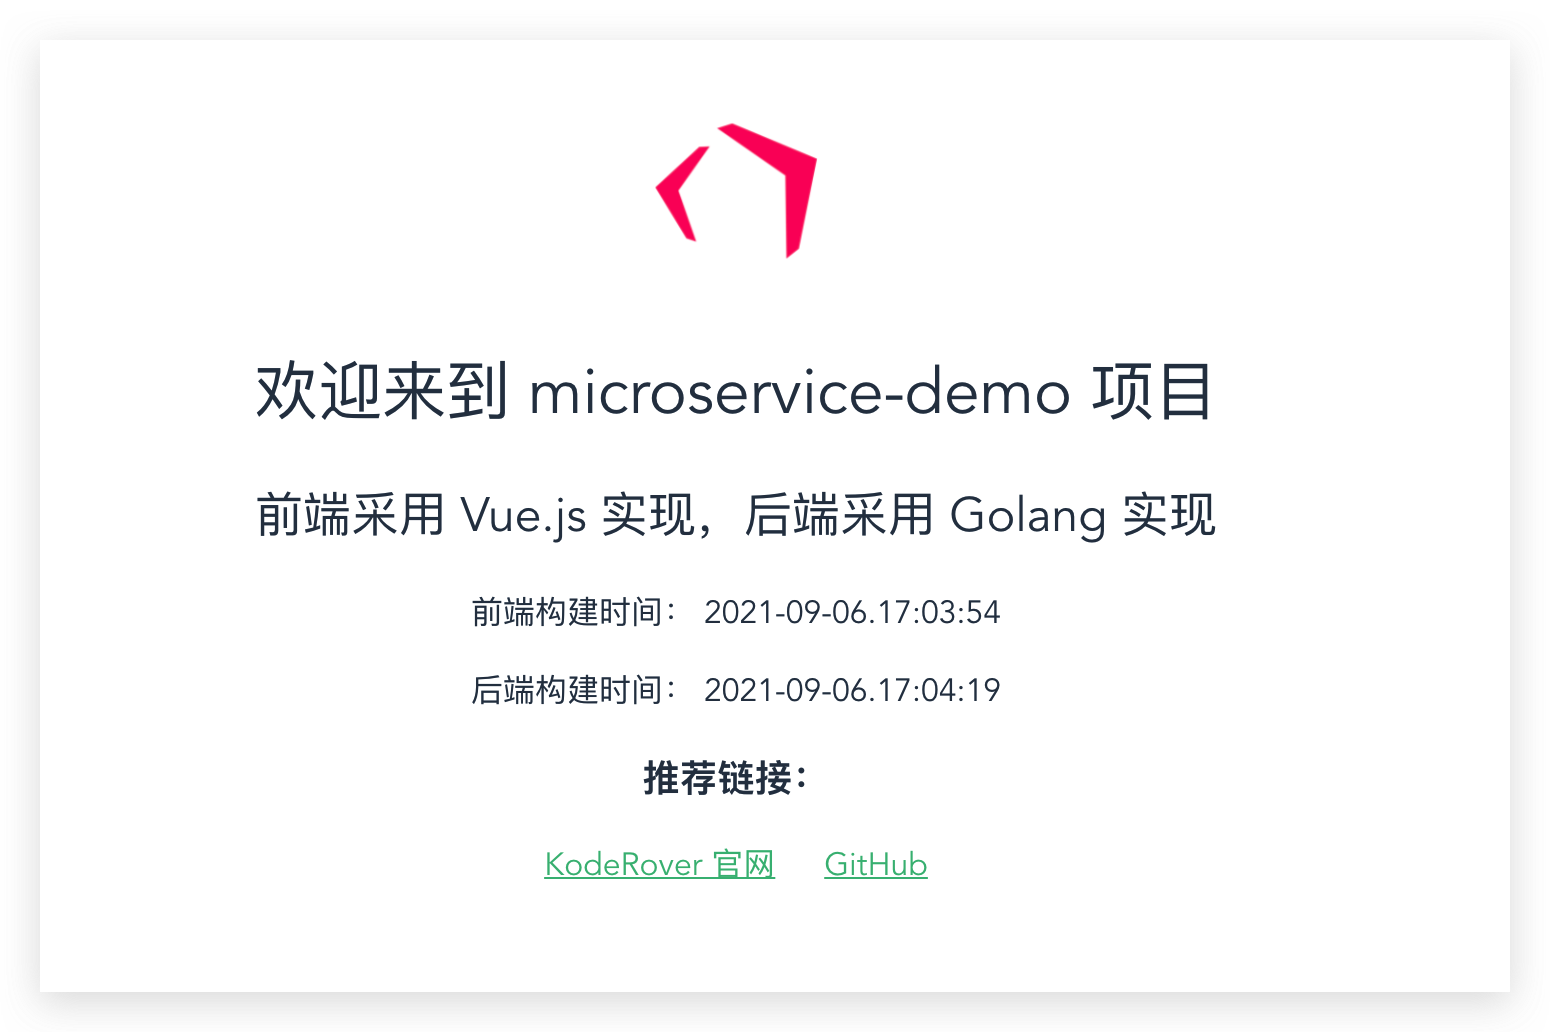 欢迎来到 microservice-demo 项目
前端采用 Vue.js 实现，后端采用 Golang 实现
前端构建时间： 2021-09-06.17:03:54
后端构建时间： 2021-09-06.17:04:19
推荐链接：
KodeRover 官网 GitHub